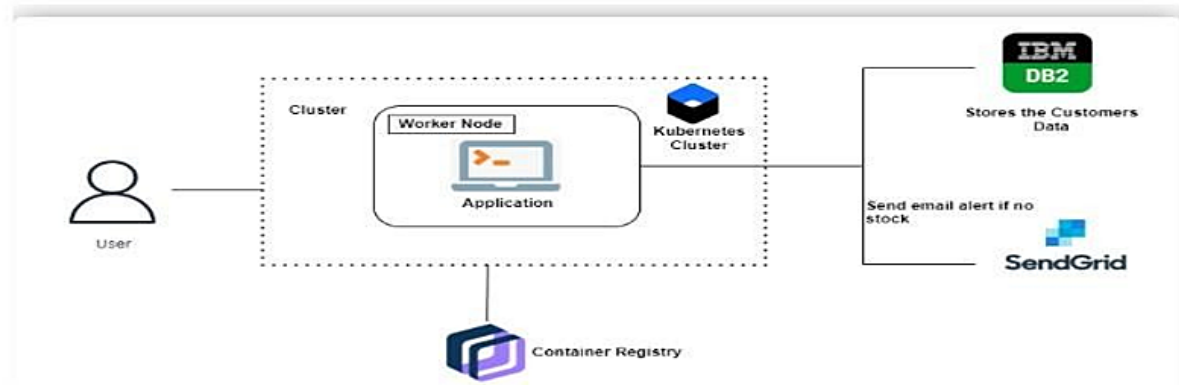 IBM
DB2
Stores the Customers
Data
Cluster
Worker Node
Kubernetes
Cluster
Application
User
Send email alert if no
stock
SendGrid
Container Registry